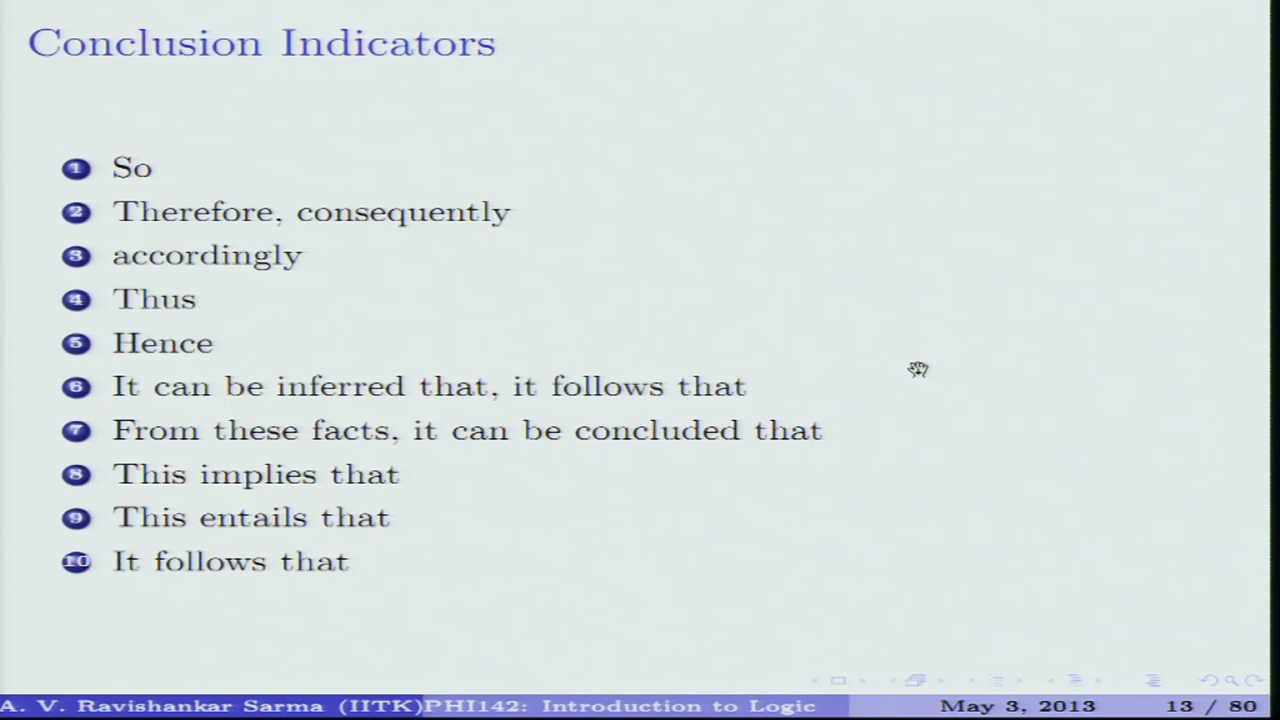 Conclusion Indicators
1 So
2 Therefore, consequently
3 accordingly
4 Thus
5 Hence
6 It can be inferred that, it follows that
7 From these facts, it can be concluded that
8 This implies that
9 This entails that
10 It follows that
A. V. Ravishankar Sarma (IITK) PHI142: Introduction to Logic May 3, 2013 13 / 80